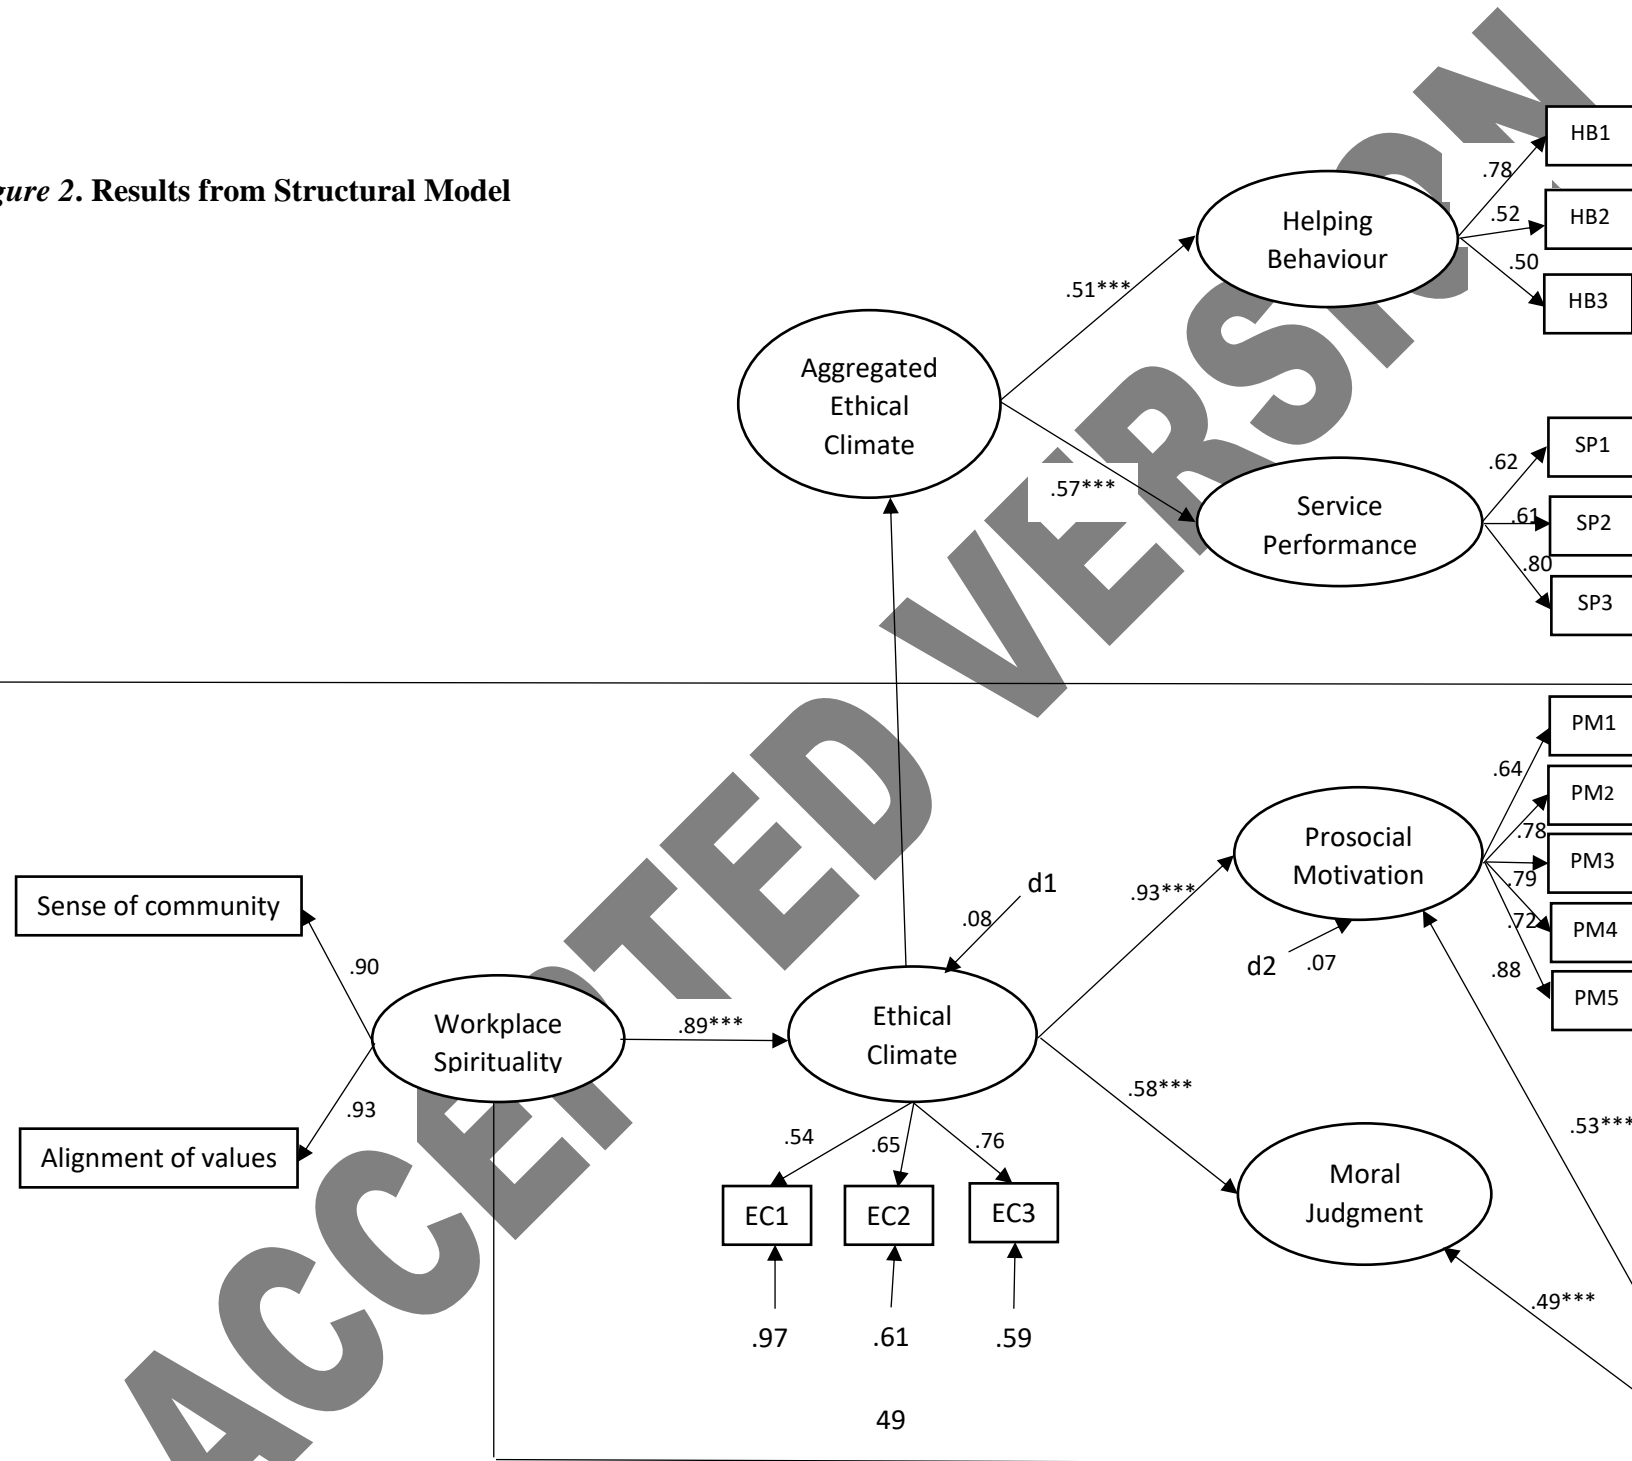 gure 2. Results from Structural Model
HB1
.78
HB2
.52
.50
HB3
Helping
Behaviour
.51***
Aggregated
Ethical
Climate
.57***
Service
Performance
SP1
.62
SP2
.61
.80
SP3
PM1
.64
PM2
.78
PM3
.79
.72
PM4
.88
PM5
Prosocial
Motivation
.93***
d1
.08
d2
.07
Sense of community
.90
Workplace
Spirituality
.89***
Ethical
Climate
.93
Alignment of values
.58***
.53***
Moral
Judgment
.49***
.54
.65
.76
EC1
EC2
EC3
.97
.61
.59
49
ACCEPTED VERSION